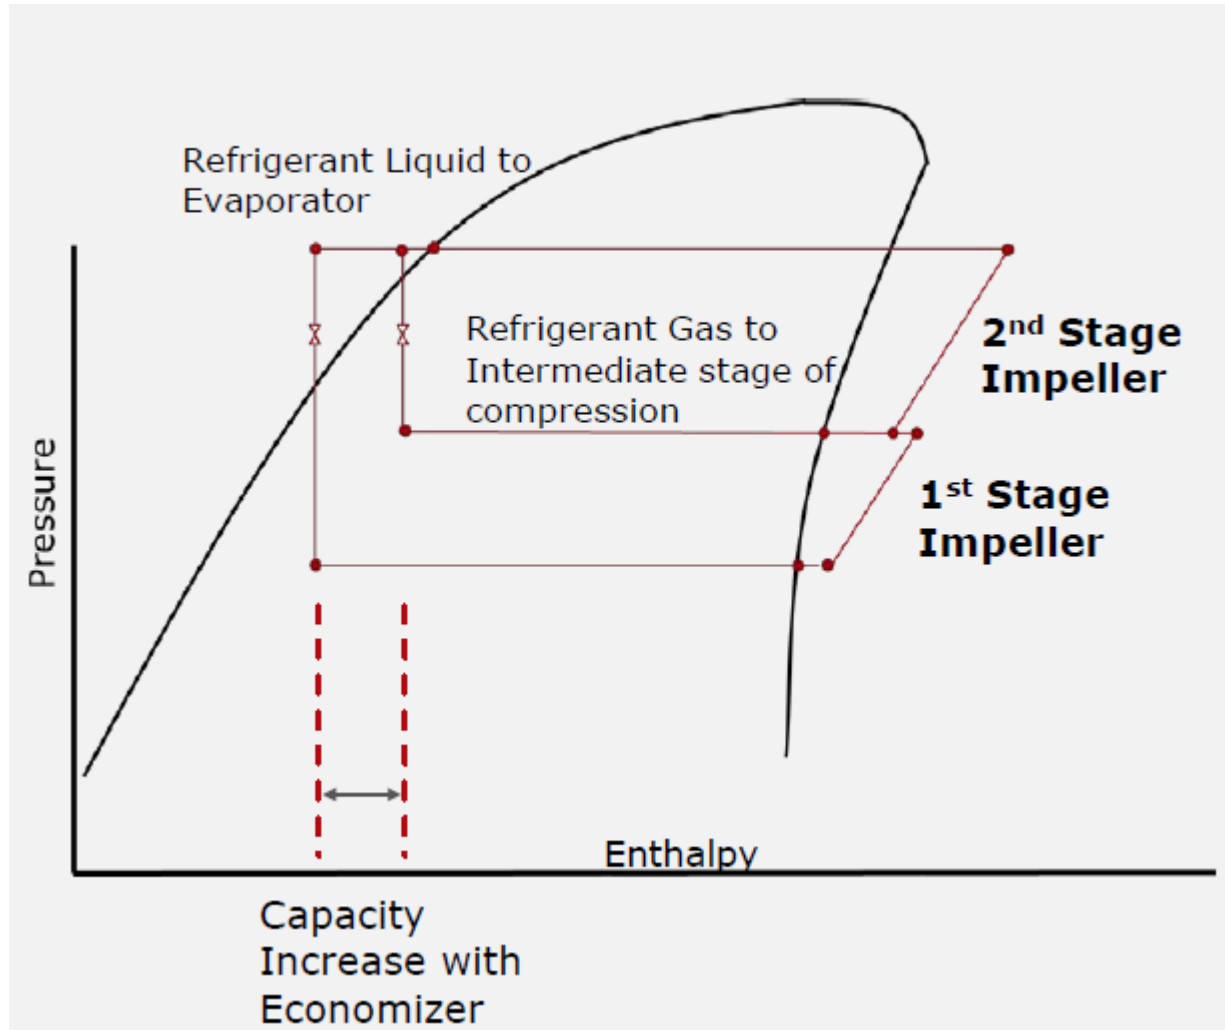 Refrigerant Liquid to
Evaporator
Refrigerant Gas to
Intermediate stage of
compression
2nd Stage
Impeller
1st Stage
Impeller
Pressure
Enthalpy
Capacity
Increase with
Economizer